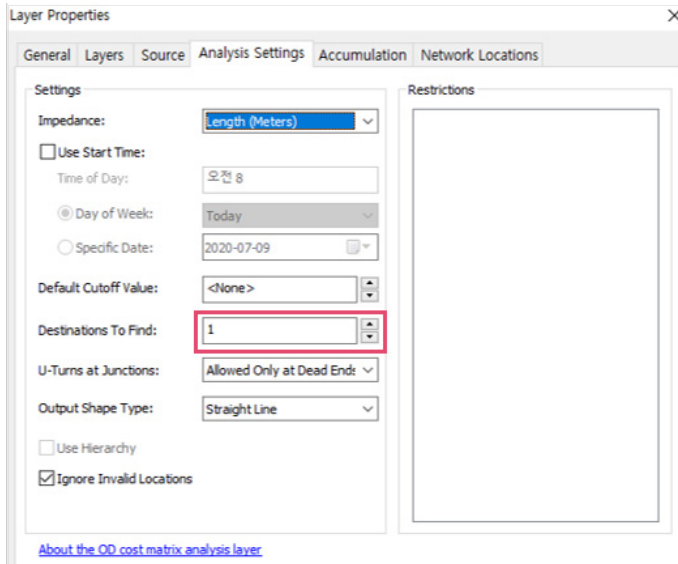 Layer Properties
General Layers Source Analysis Settings Accumulation Network Locations
Settings
Impedance: Length (Meters)
Use Start Time:
Time of Day: 오전 8
Day of Week: Today
Specific Date: 2020-07-09
Default Cutoff Value: <None>
Destinations To Find: 1
U-Turns at Junctions: Allowed Only at Dead Ends
Output Shape Type: Straight Line
Use Hierarchy
Ignore Invalid Locations
Restrictions
About the OD cost matrix analysis layer